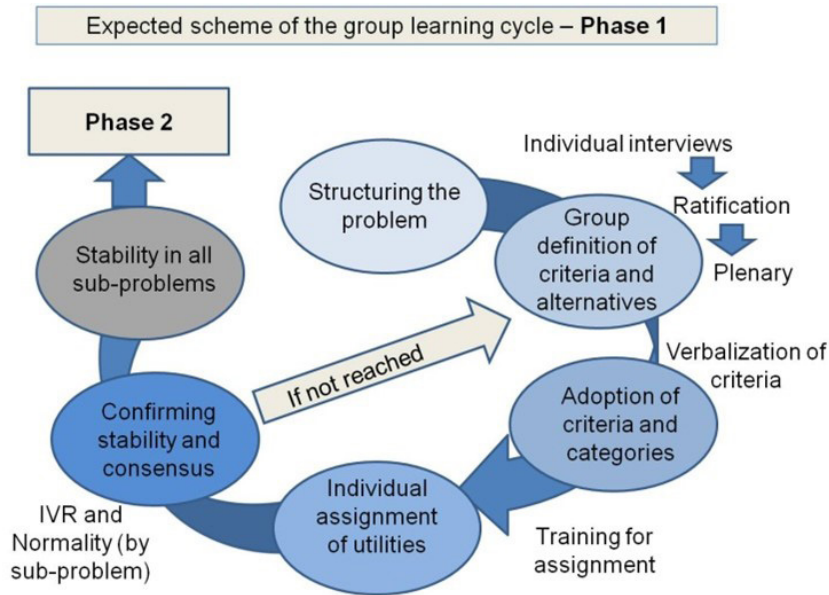 Expected scheme of the group learning cycle – Phase 1
Phase 2
Structuring the
problem
Individual interviews
Ratification
Plenary
Group
definition of
criteria and
alternatives
Verbalization of
criteria
Adoption of
criteria and
categories
Training for
assignment
Individual
assignment
of utilities
Confirming
stability and
consensus
IVR and
Normality (by
sub-problem)
If not reached
Stability in all
sub-problems